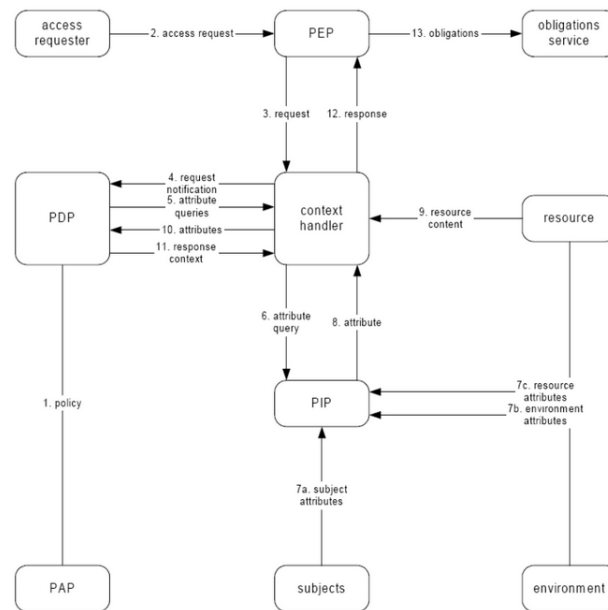 access
requester
2. access request
PEP
13. obligations
obligations
service
3. request
12. response
4. request
notification
5. attribute
queries
10. attributes
11. response
context
PDP
context
handler
9. resource
content
resource
6. attribute
query
8. attribute
1. policy
PIP
7c. resource
attributes
7b. environment
attributes
7a. subject
attributes
PAP
subjects
environment